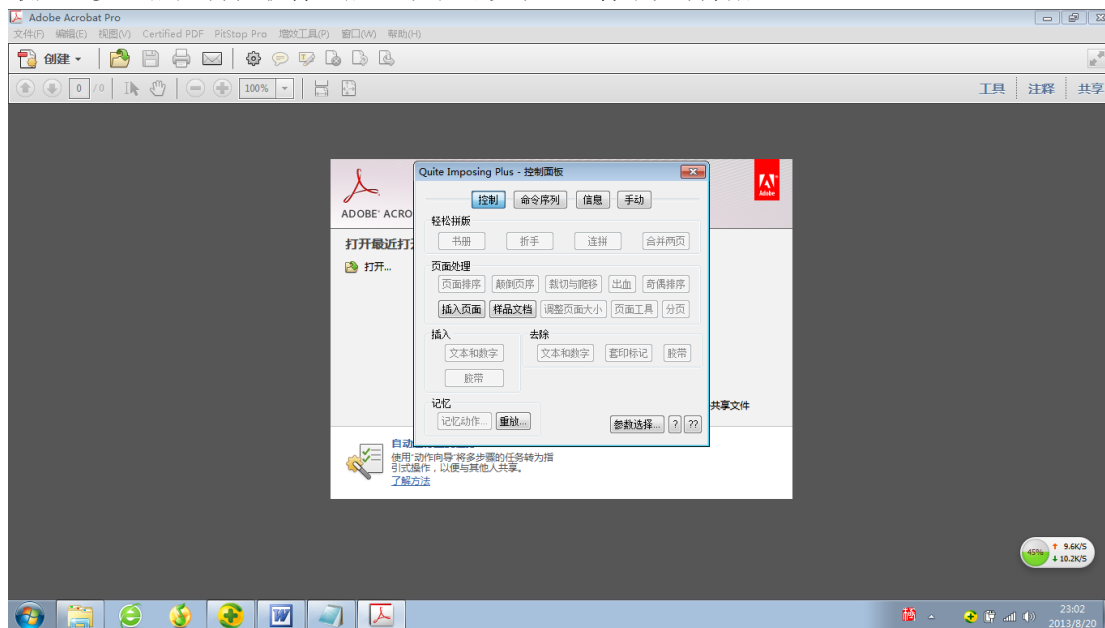 Adobe Acrobat Pro
文件(F) 编辑(E) 视图(V) Certified PDF PitStop Pro 增效工具(P) 窗口(W) 帮助(H)
创建
0 / 0 100% 工具 注释 共享
Quite Imposing Plus - 控制面板
控制 命令序列 信息 手动
Adobe
ADOBE® ACRO
轻松拼版
书册 折手 连拼 合并两页
打开最近打
打开...
页面处理
页面排序 颠倒页序 裁切与爬移 出血 奇偶排序
插入页面 样品文档 调整页面大小 页面工具 分页
插入 去除
文本和数字 文本和数字 套印标记 胶带
胶带
记忆
共享文件
记忆动作... 重放... 参数选择... ? ??
自动
使用“动作向导”将多步骤的任务转为指
引式操作，以便与其他人共享。
了解方法
45% 9.6K/S
10.2K/S
23:02
2013/8/20